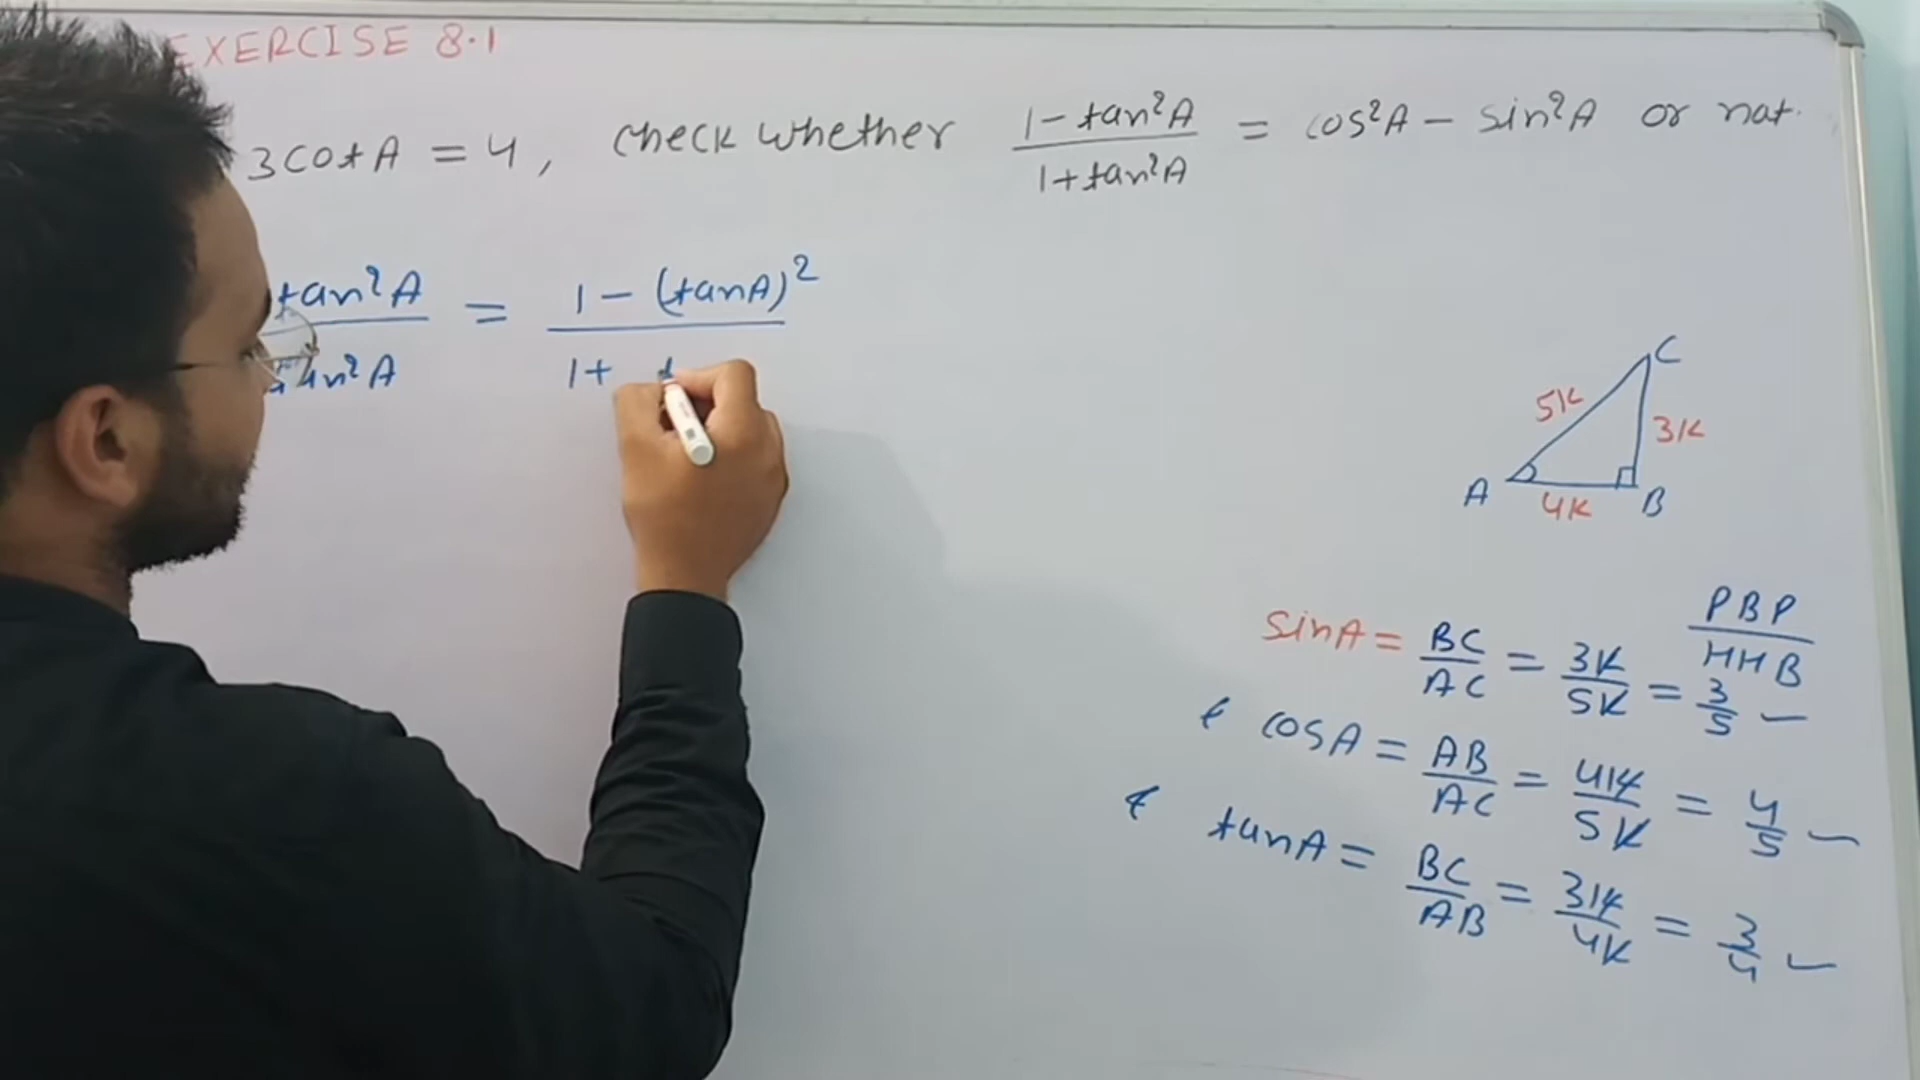 EXERCISE 8.1
3cotA = 4, check whether (1 - tan²A)/(1 + tan²A) = cos²A - sin²A or not.
tan²A / tan²A = (1 - (tanA)²)/(1 + t
C
5K
3K
A
4K
B
PBP/HHB
sinA = BC/AC = 3K/5K = 3/5
& cosA = AB/AC = 4K/5K = 4/5
& tanA = BC/AB = 3K/4K = 3/4